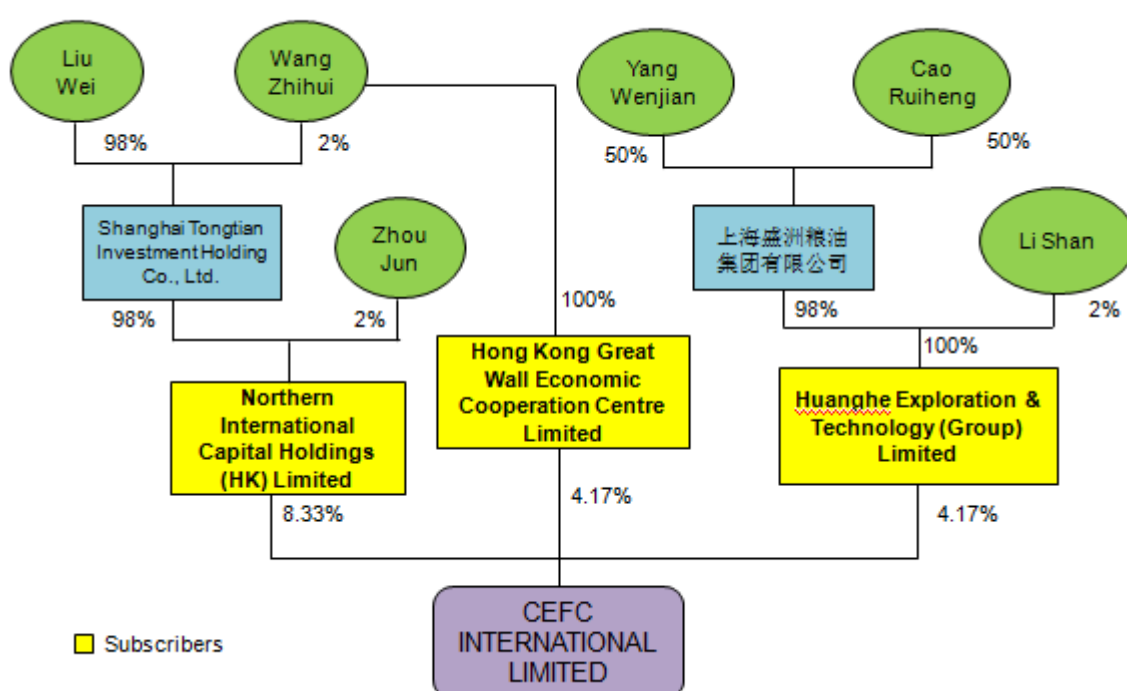 Liu
Wei
Wang
Zhihui
Yang
Wenjian
Cao
Ruiheng
98%
2%
50%
50%
Shanghai Tongtian
Investment Holding
Co., Ltd.
Zhou
Jun
上海盛洲粮油
集团有限公司
Li Shan
98%
2%
100%
98%
2%
100%
Northern
International
Capital Holdings
(HK) Limited
Hong Kong Great
Wall Economic
Cooperation Centre
Limited
Huanghe Exploration &
Technology (Group)
Limited
8.33%
4.17%
4.17%
CEFC
INTERNATIONAL
LIMITED
Subscribers